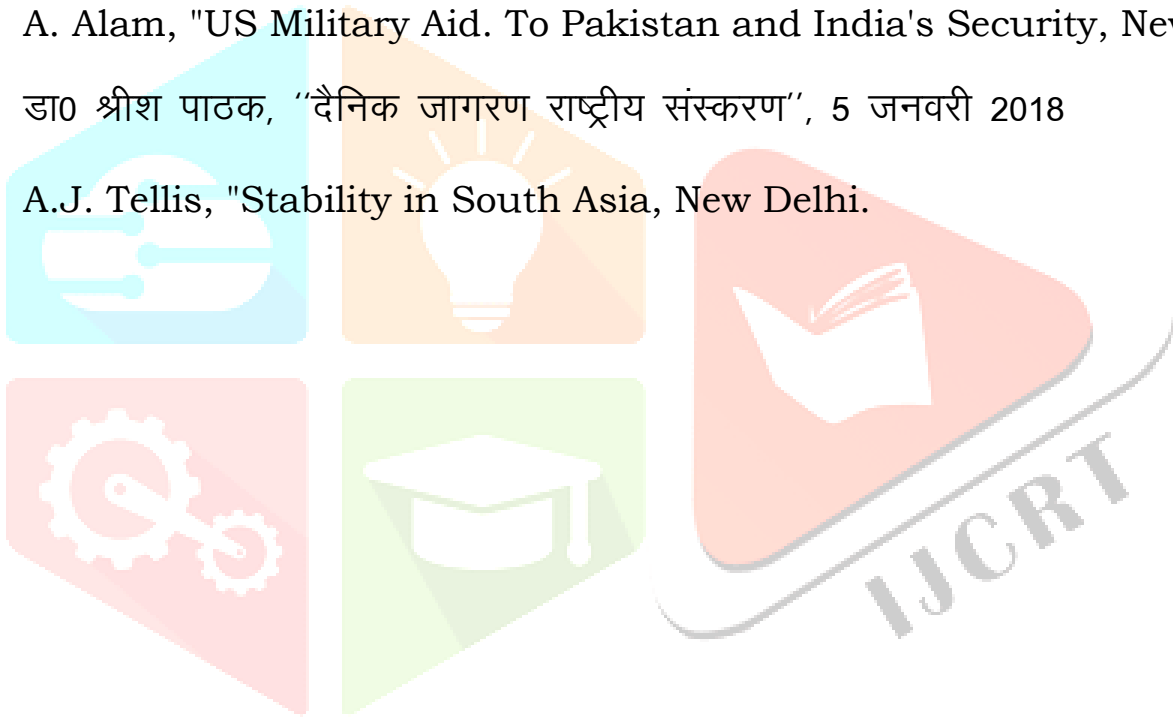 A. Alam, "US Military Aid. To Pakistan and India's Security,
डा0 श्रीश पाठक, ‘‘दैनिक जागरण राष्ट्रीय संस्करण’’, 5 जनवरी 2018
A.J. Tellis, "Stability in South Asia, New Delhi.
IJCRT